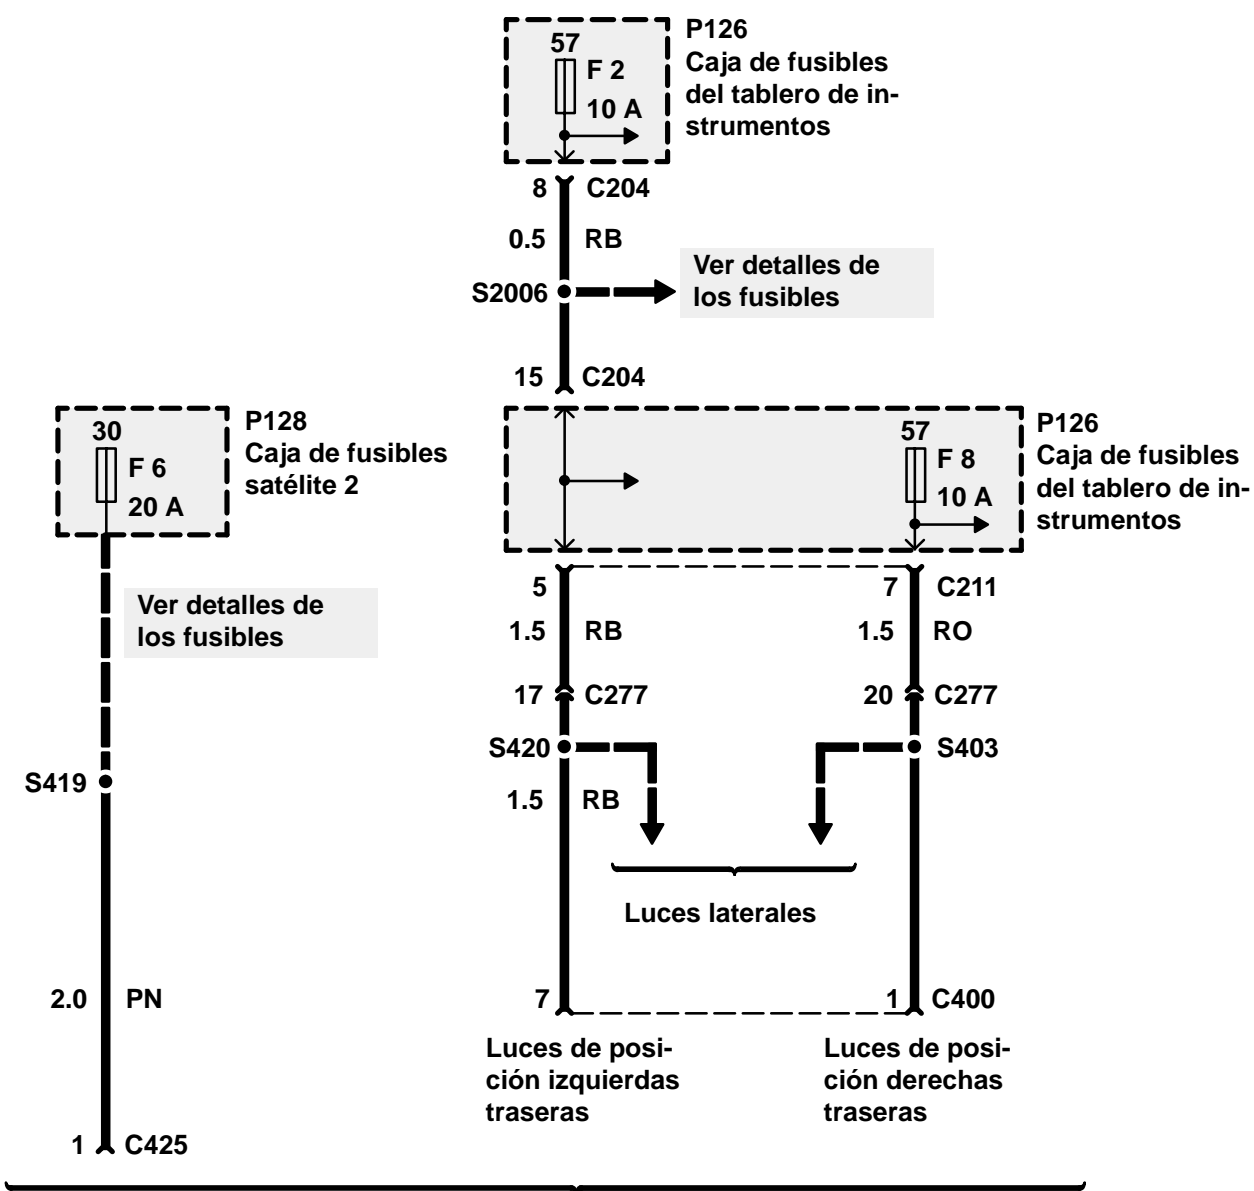 57
F 2
10 A
P126
Caja de fusibles
del tablero de in-
strumentos
8 C204
0.5 RB
S2006
Ver detalles de
los fusibles
15 C204
30
F 6
20 A
P128
Caja de fusibles
satélite 2
57
F 8
10 A
P126
Caja de fusibles
del tablero de in-
strumentos
Ver detalles de
los fusibles
5 7 C211
1.5 RB 1.5 RO
17 C277 20 C277
S420 S403
S419
1.5 RB
Luces laterales
2.0 PN
7 1 C400
Luces de posi-
ción izquierdas
traseras
Luces de posi-
ción derechas
traseras
1 C425